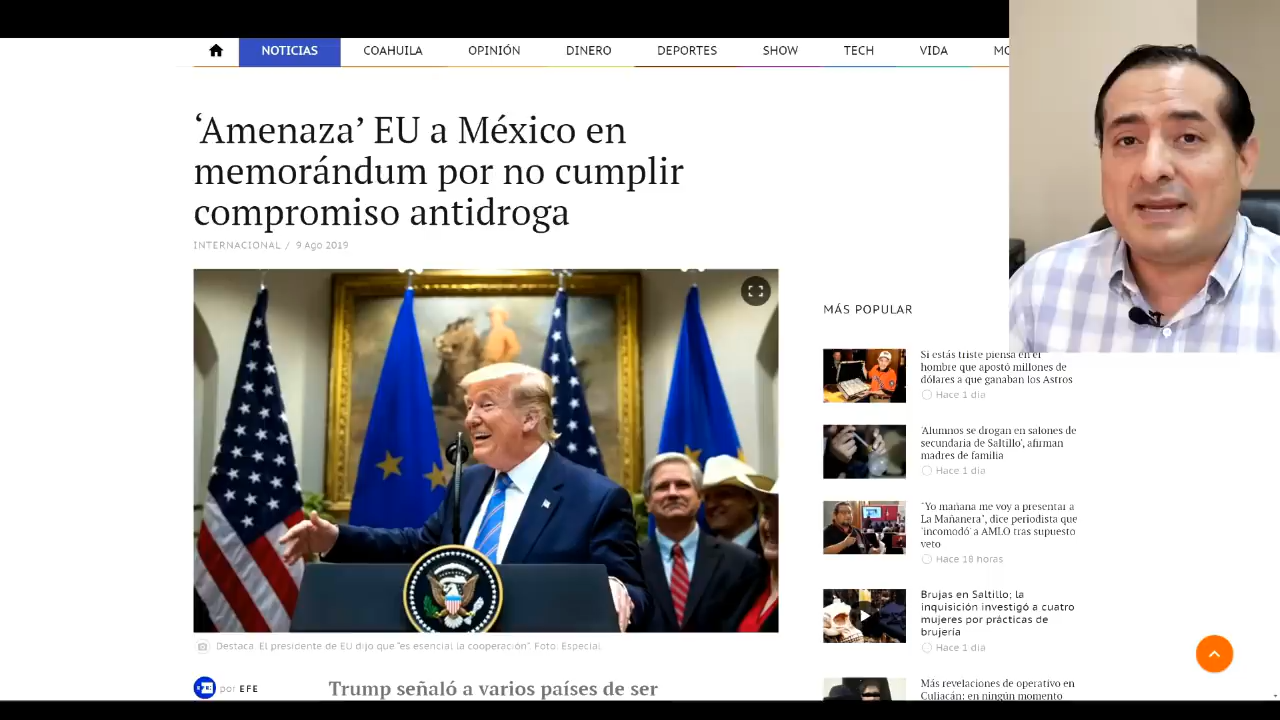 NOTICIAS
COAHUILA
OPINIÓN
DINERO
DEPORTES
SHOW
TECH
VIDA
MO
‘Amenaza’ EU a México en
memorándum por no cumplir
compromiso antidroga
INTERNACIONAL / 9 Ago 2019
Destaca. El presidente de EU dijo que "es esencial la cooperación". Foto: Especial
por EFE
Trump señaló a varios países de ser
MÁS POPULAR
Si estás triste piensa en el
hombre que apostó millones de
dólares a que ganaban los Astros
Hace 1 día
'Alumnos se drogan en salones de
secundaria de Saltillo', afirman
madres de familia
Hace 1 día
"Yo mañana me voy a presentar a
La Mañanera", dice periodista que
'incomodó' a AMLO tras supuesto
veto
Hace 18 horas
Brujas en Saltillo; la
inquisición investigó a cuatro
mujeres por prácticas de
brujería
Hace 1 día
Más revelaciones de operativo en
Culiacán: en ningún momento